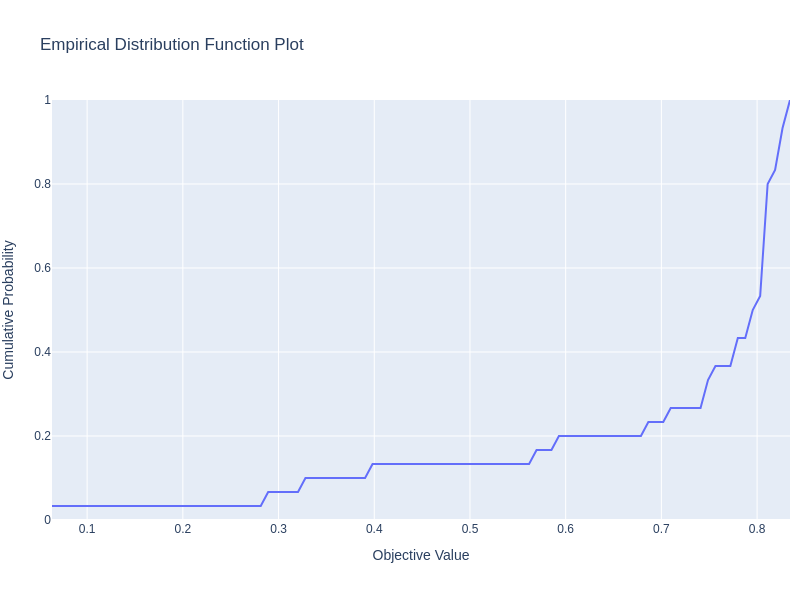 Empirical Distribution Function Plot
1
0.8
0.6
0.4
0.2
0
Cumulative Probability
0.1 0.2 0.3 0.4 0.5 0.6 0.7 0.8
Objective Value